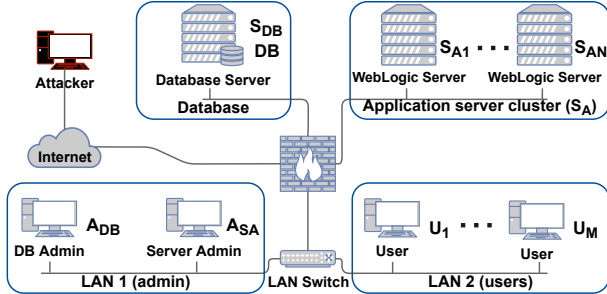 Attacker
Internet
S_DB
DB
Database Server
Database
S_A1
S_AN
WebLogic Server
WebLogic Server
Application server cluster (S_A)
A_DB
DB Admin
A_SA
Server Admin
LAN 1 (admin)
LAN Switch
U_1
User
U_M
User
LAN 2 (users)